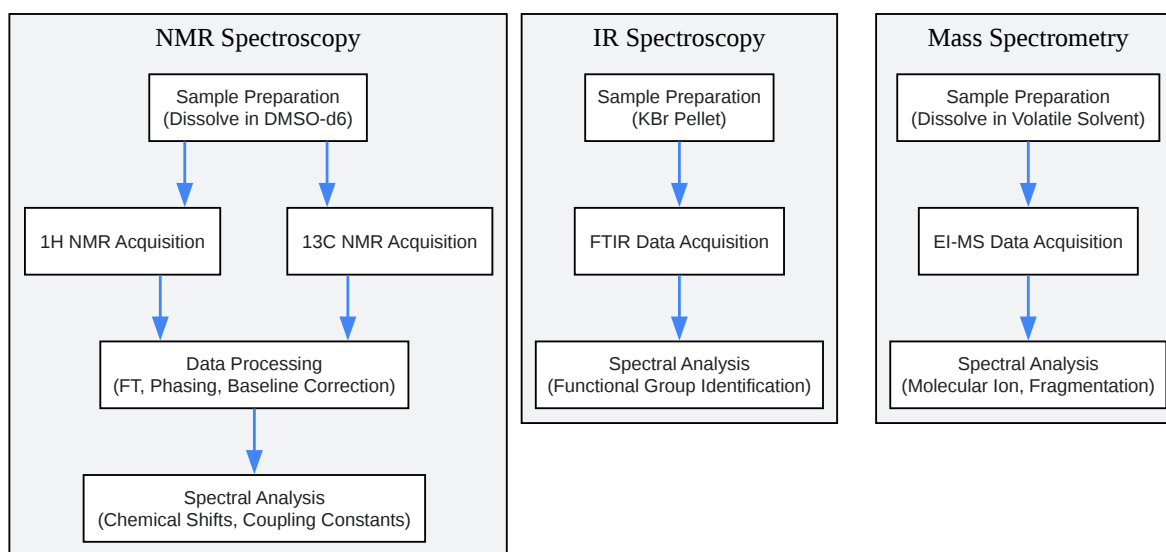 NMR Spectroscopy
Sample Preparation
(Dissolve in DMSO-d6)
1H NMR Acquisition
13C NMR Acquisition
Data Processing
(FT, Phasing, Baseline Correction)
Spectral Analysis
(Chemical Shifts, Coupling Constants)
IR Spectroscopy
Sample Preparation
(KBr Pellet)
FTIR Data Acquisition
Spectral Analysis
(Functional Group Identification)
Mass Spectrometry
Sample Preparation
(Dissolve in Volatile Solvent)
EI-MS Data Acquisition
Spectral Analysis
(Molecular Ion, Fragmentation)